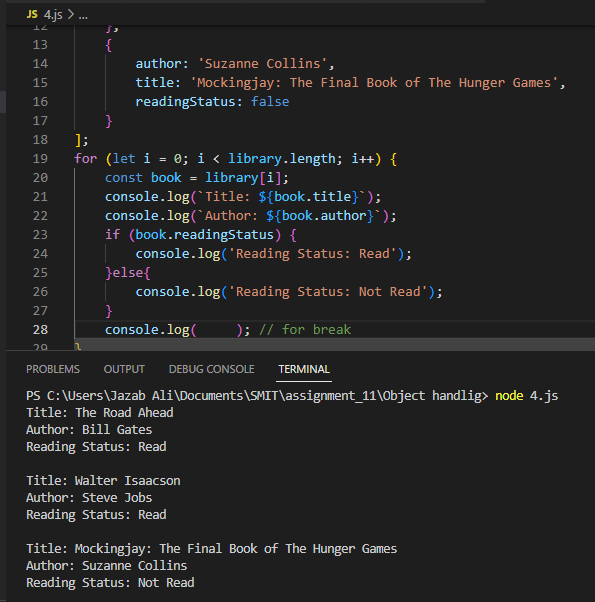 JS 4.js > ...
12 },
13 {
14 author: 'Suzanne Collins',
15 title: 'Mockingjay: The Final Book of The Hunger Games',
16 readingStatus: false
17 }
18 ];
19 for (let i = 0; i < library.length; i++) {
20 const book = library[i];
21 console.log(`Title: ${book.title}`);
22 console.log(`Author: ${book.author}`);
23 if (book.readingStatus) {
24 console.log('Reading Status: Read');
25 }else{
26 console.log('Reading Status: Not Read');
27 }
28 console.log(    ); // for break
29 }
PROBLEMS OUTPUT DEBUG CONSOLE TERMINAL
PS C:\Users\Jazab Ali\Documents\SMIT\assignment_11\Object handlig> node 4.js
Title: The Road Ahead
Author: Bill Gates
Reading Status: Read
Title: Walter Isaacson
Author: Steve Jobs
Reading Status: Read
Title: Mockingjay: The Final Book of The Hunger Games
Author: Suzanne Collins
Reading Status: Not Read